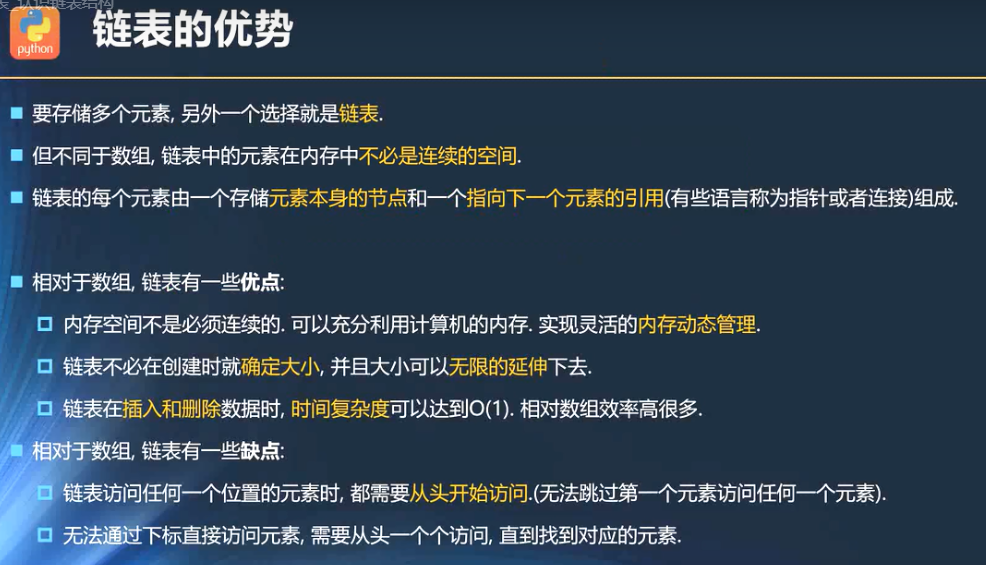 表_认识链表结构
python
链表的优势
要存储多个元素, 另外一个选择就是链表.
但不同于数组, 链表中的元素在内存中不必是连续的空间.
链表的每个元素由一个存储元素本身的节点和一个指向下一个元素的引用(有些语言称为指针或者连接)组成.
相对于数组, 链表有一些优点:
内存空间不是必须连续的. 可以充分利用计算机的内存. 实现灵活的内存动态管理.
链表不必在创建时就确定大小, 并且大小可以无限的延伸下去.
链表在插入和删除数据时, 时间复杂度可以达到O(1). 相对数组效率高很多.
相对于数组, 链表有一些缺点:
链表访问任何一个位置的元素时, 都需要从头开始访问.(无法跳过第一个元素访问任何一个元素).
无法通过下标直接访问元素, 需要从头一个个访问, 直到找到对应的元素.